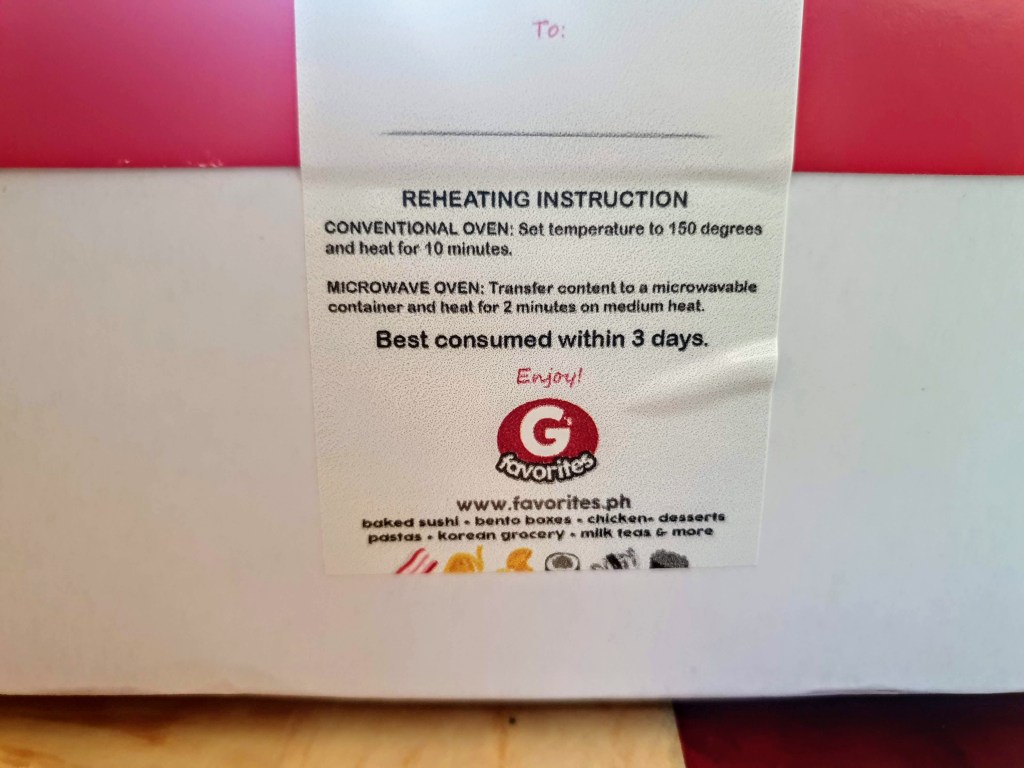 To:
REHEATING INSTRUCTION
CONVENTIONAL OVEN: Set temperature to 150 degrees
and heat for 10 minutes.
MICROWAVE OVEN: Transfer content to a microwavable
container and heat for 2 minutes on medium heat.
Best consumed within 3 days.
Enjoy!
G's
favorites
www.favorites.ph
baked sushi • bento boxes • chicken • desserts
pastas • korean grocery • milk teas & more